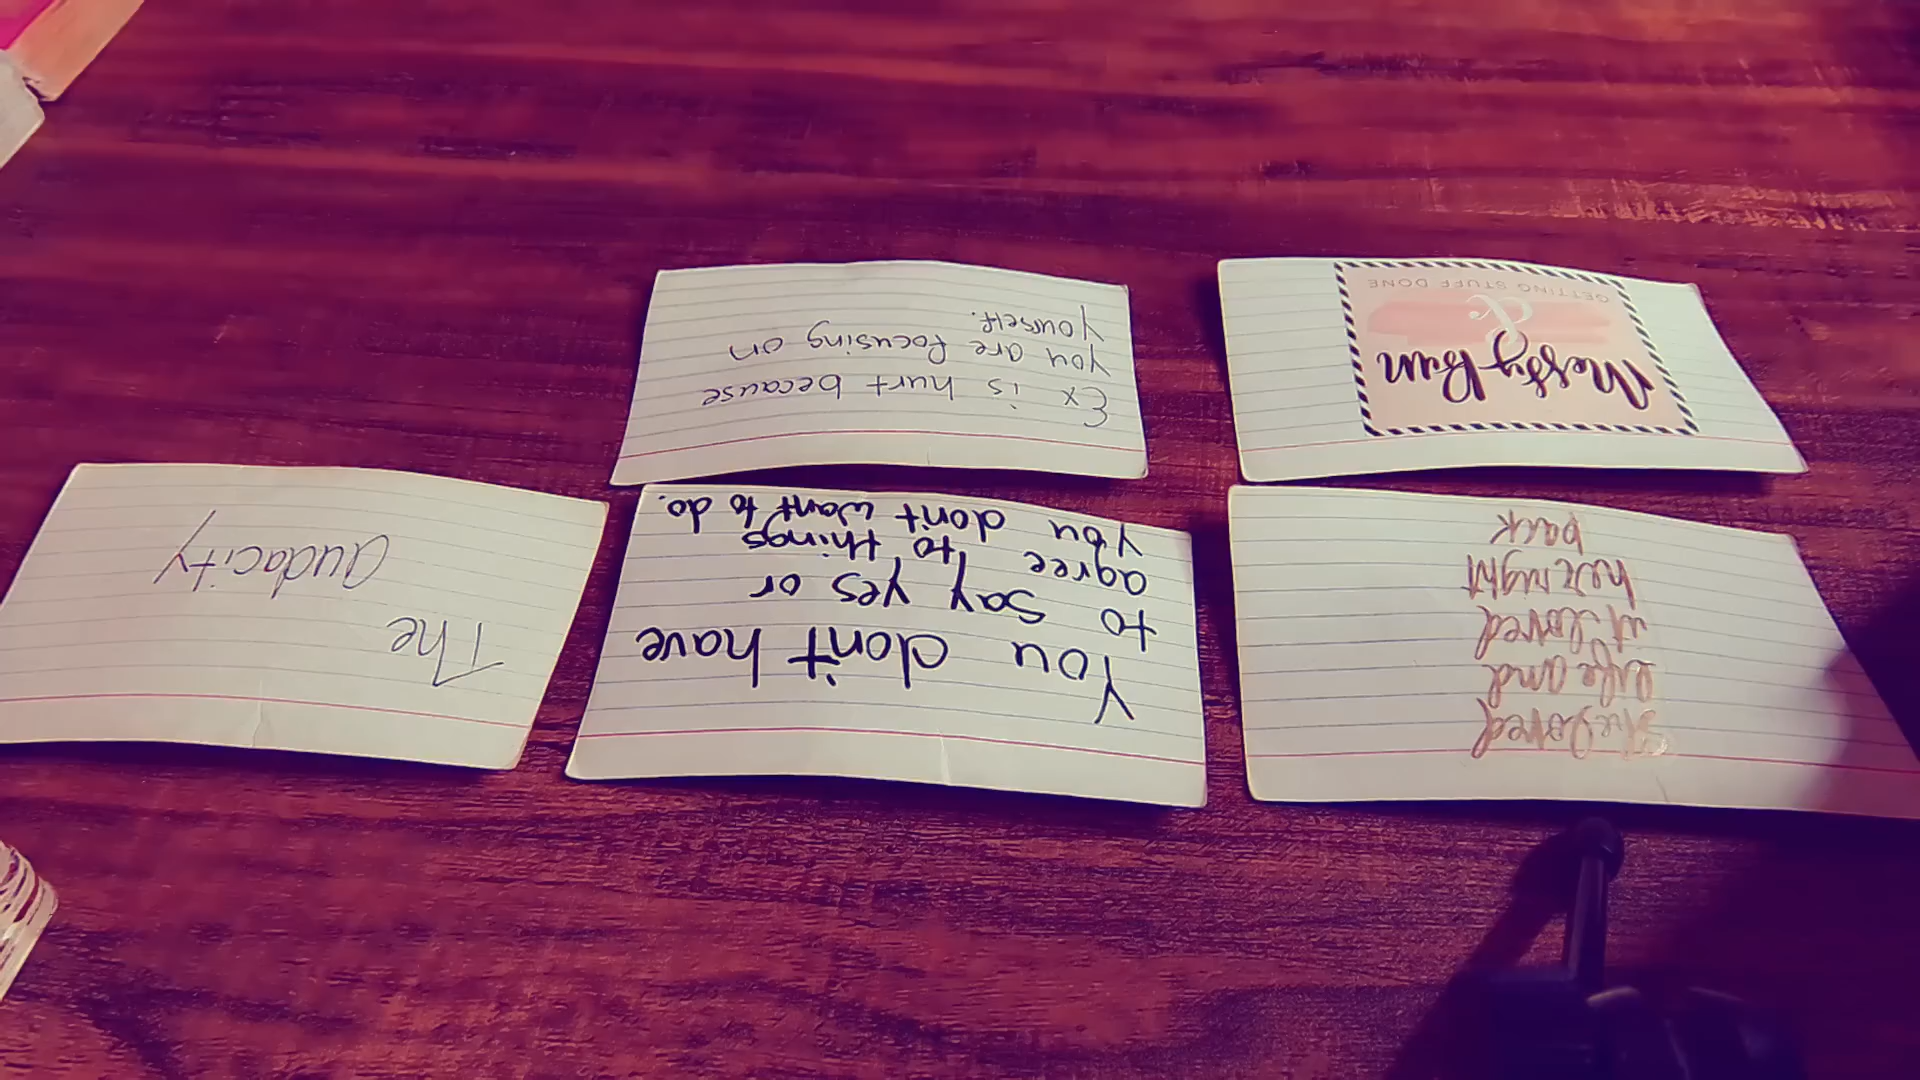 She loved
life and
it loved
her right
back
You don't have
to say yes or
agree to things
you don't want to do.
The
audacity
Messy Bun
&
GETTING STUFF DONE
Ex is hurt because
you are focusing on
yourself.